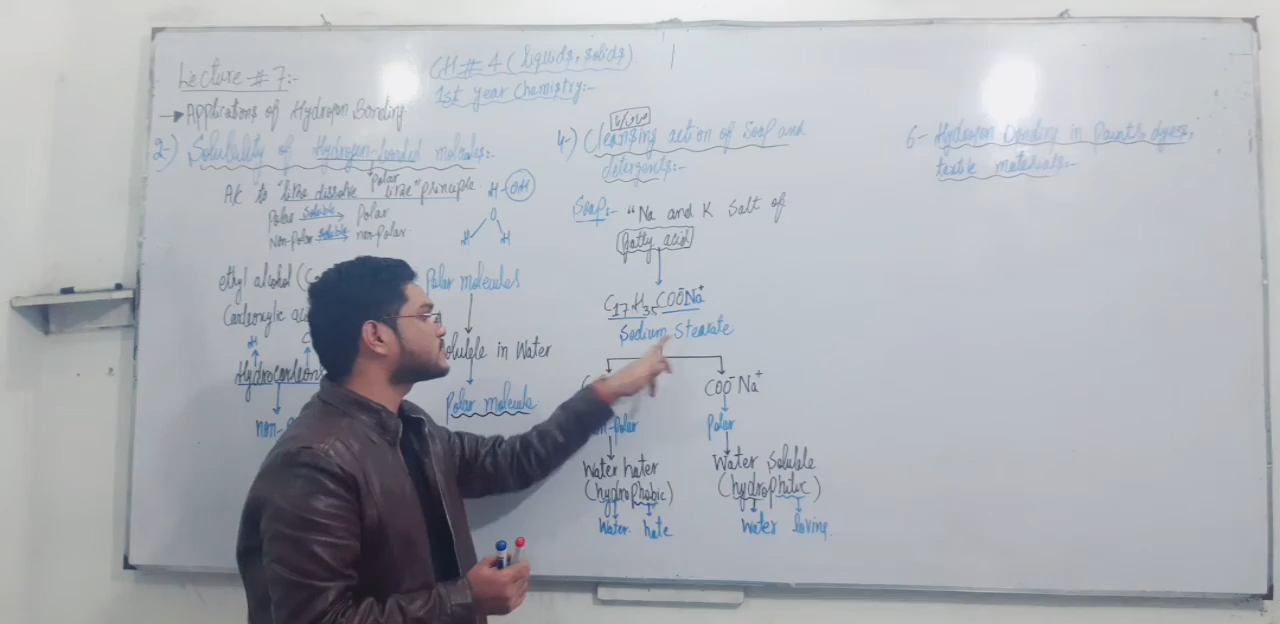 Lecture # 7:-
CH # 4 (liquids, solids)
1st year Chemistry:-
→ Applications of Hydrogen Bonding
2-) Solubility of Hydrogen-bonded molecules:-
Ak to "like dissolve like" principle.
Polar
H-OH
Polar soluble → Polar
Non-Polar soluble → non-polar
O
H H
ethyl alcohol (C
Carboxylic ac
H
C
Hydrocarbons
non-P
Polar molecules
Soluble in Water
Polar molecule
4-) Cleansing action of Soap and
detergents:-
Soap:- "Na and K Salt of
fatty acid
C17H35COO⁻Na⁺
Sodium Stearate
COO⁻Na⁺
n-Polar
Polar
Water hater
(hydrophobic)
Water hate
Water Soluble
(hydrophilic)
Water loving
6- Hydrogen Bonding in Paints, dyes,
textile materials:-